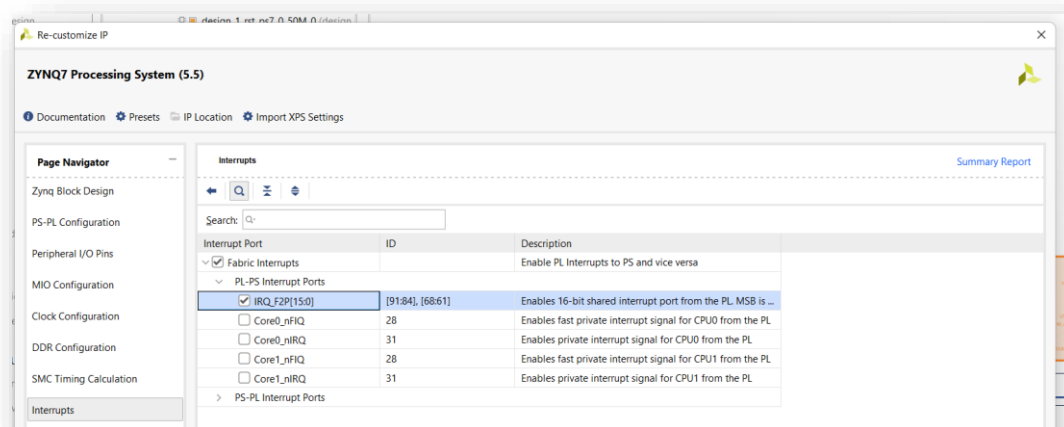 design_1_rst_ps7_0_50M_0 (design_1
Re-customize IP
ZYNQ7 Processing System (5.5)
Documentation Presets IP Location Import XPS Settings
Page Navigator
Zynq Block Design
PS-PL Configuration
Peripheral I/O Pins
MIO Configuration
Clock Configuration
DDR Configuration
SMC Timing Calculation
Interrupts
Interrupts
Summary Report
Search: Q-
Interrupt Port ID Description
Fabric Interrupts Enable PL Interrupts to PS and vice versa
PL-PS Interrupt Ports
IRQ_F2P[15:0] [91:84], [68:61] Enables 16-bit shared interrupt port from the PL. MSB is ...
Core0_nFIQ 28 Enables fast private interrupt signal for CPU0 from the PL
Core0_nIRQ 31 Enables private interrupt signal for CPU0 from the PL
Core1_nFIQ 28 Enables fast private interrupt signal for CPU1 from the PL
Core1_nIRQ 31 Enables private interrupt signal for CPU1 from the PL
PS-PL Interrupt Ports